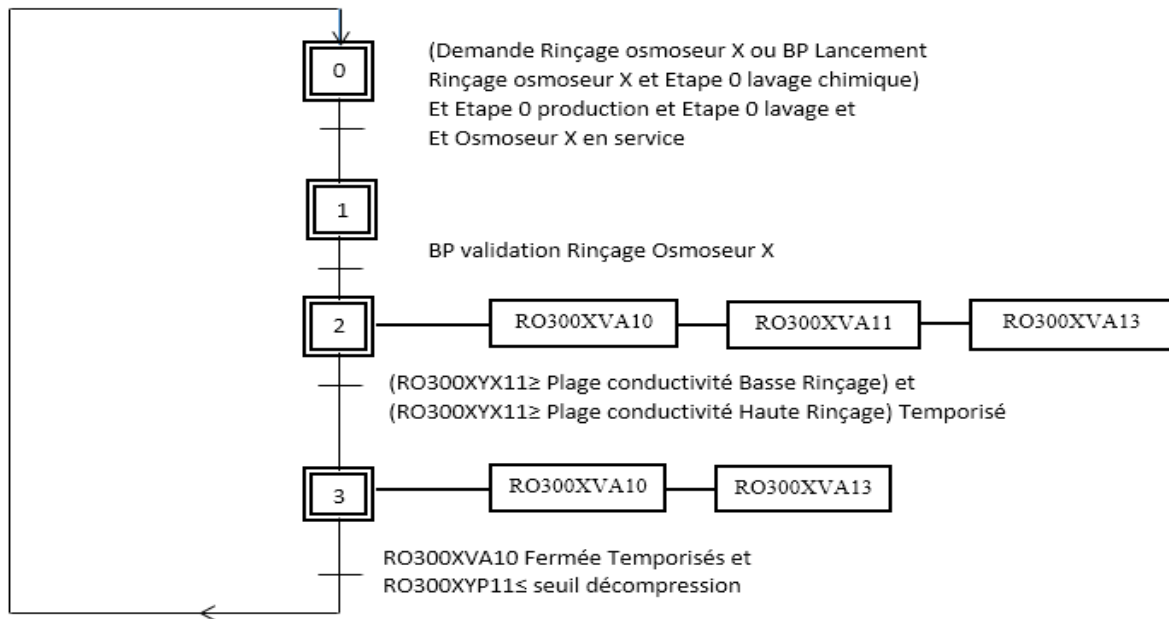 0
(Demande Rinçage osmoseur X ou BP Lancement
Rinçage osmoseur X et Etape 0 lavage chimique)
Et Etape 0 production et Etape 0 lavage et
Et Osmoseur X en service
1
BP validation Rinçage Osmoseur X
2
RO300XVA10
RO300XVA11
RO300XVA13
(RO300XYX11≥ Plage conductivité Basse Rinçage) et
(RO300XYX11≥ Plage conductivité Haute Rinçage) Temporisé
3
RO300XVA10
RO300XVA13
RO300XVA10 Fermée Temporisés et
RO300XYP11≤ seuil décompression